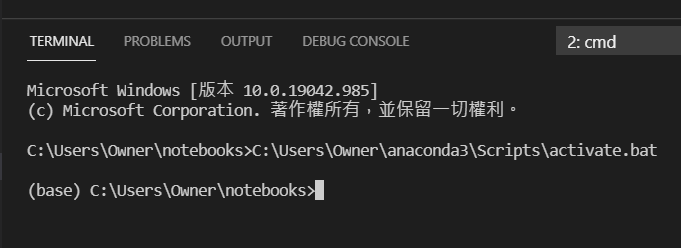 TERMINAL PROBLEMS OUTPUT DEBUG CONSOLE 2: cmd
Microsoft Windows [版本 10.0.19042.985]
(c) Microsoft Corporation. 著作權所有，並保留一切權利。
C:\Users\Owner\notebooks>C:\Users\Owner\anaconda3\Scripts\activate.bat
(base) C:\Users\Owner\notebooks>